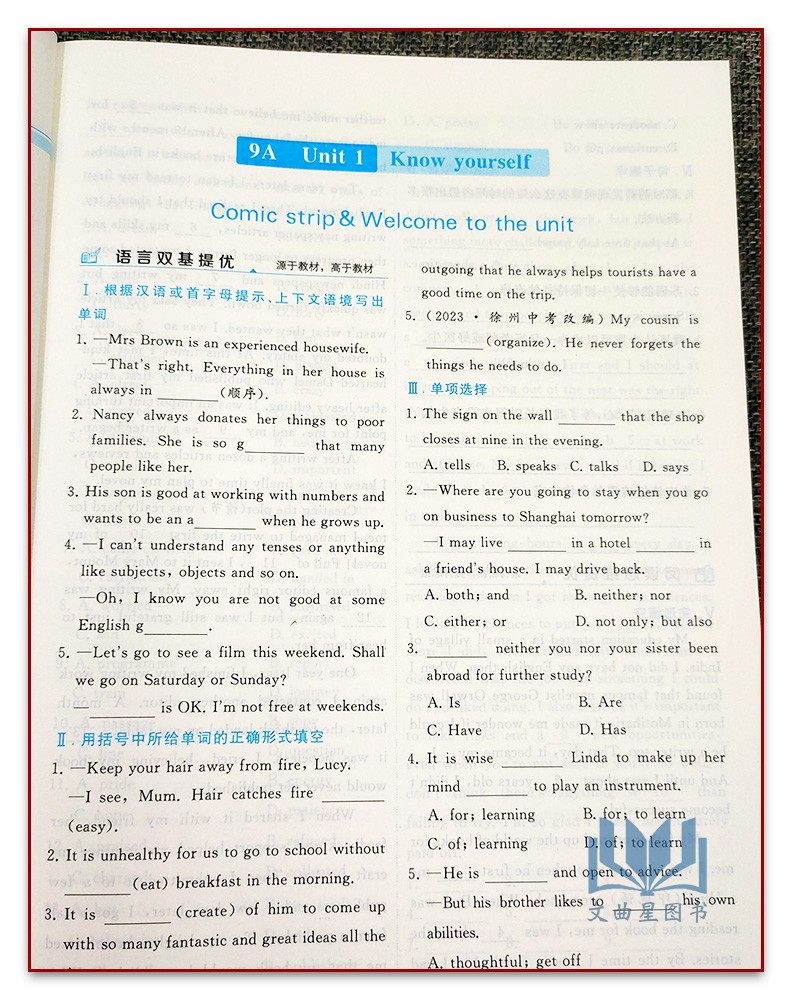 9A Unit 1 Know yourself
Comic strip & Welcome to the unit
语言双基提优 源于教材，高于教材
Ⅰ. 根据汉语或首字母提示、上下文语境写出
单词
1. —Mrs Brown is an experienced housewife.
—That's right. Everything in her house is
always in ________ (顺序).
2. Nancy always donates her things to poor
families. She is so g________ that many
people like her.
3. His son is good at working with numbers and
wants to be an a________ when he grows up.
4. —I can't understand any tenses or anything
like subjects, objects and so on.
—Oh, I know you are not good at some
English g________.
5. —Let's go to see a film this weekend. Shall
we go on Saturday or Sunday?
—________ is OK. I'm not free at weekends.
Ⅱ. 用括号中所给单词的正确形式填空
1. —Keep your hair away from fire, Lucy.
—I see, Mum. Hair catches fire ________
(easy).
2. It is unhealthy for us to go to school without
________ (eat) breakfast in the morning.
3. It is ________ (create) of him to come up
with so many fantastic and great ideas all the
outgoing that he always helps tourists have a
good time on the trip.
5. (2023·徐州中考改编) My cousin is
________ (organize). He never forgets the
things he needs to do.
Ⅲ. 单项选择
1. The sign on the wall ________ that the shop
closes at nine in the evening.
A. tells B. speaks C. talks D. says
2. —Where are you going to stay when you go
on business to Shanghai tomorrow?
—I may live ________ in a hotel ________ in
a friend's house. I may drive back.
A. both; and B. neither; nor
C. either; or D. not only; but also
3. ________ neither you nor your sister been
abroad for further study?
A. Is B. Are
C. Have D. Has
4. It is wise ________ Linda to make up her
mind ________ to play an instrument.
A. for; learning B. for; to learn
C. of; learning D. of; to learn
5. —He is ________ and open to advice.
—But his brother likes to ________ his own
abilities.
A. thoughtful; get off
文曲星图书